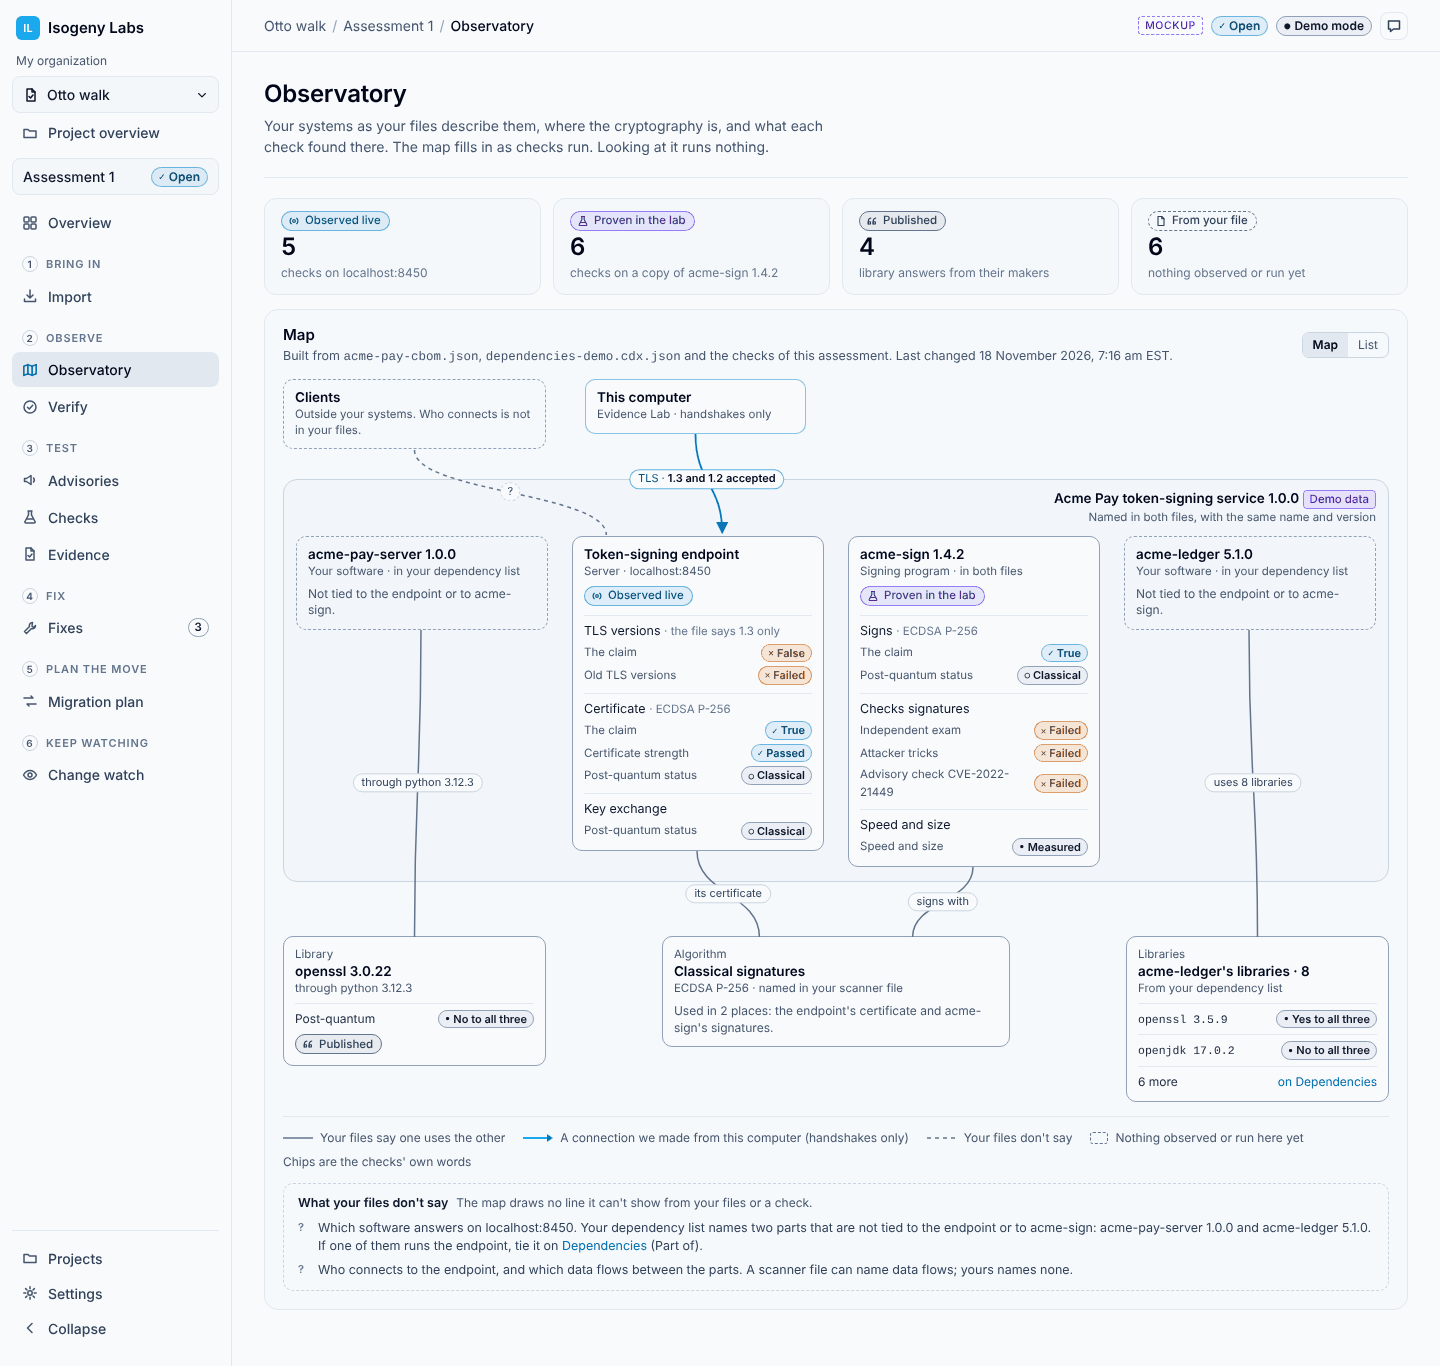 IL Isogeny Labs
My organization
Otto walk
Project overview
Assessment 1 ✓ Open
Overview
1 BRING IN
Import
2 OBSERVE
Observatory
Verify
3 TEST
Advisories
Checks
Evidence
4 FIX
Fixes 3
5 PLAN THE MOVE
Migration plan
6 KEEP WATCHING
Change watch
Projects
Settings
Collapse
Otto walk / Assessment 1 / Observatory
MOCKUP ✓ Open ● Demo mode
Observatory
Your systems as your files describe them, where the cryptography is, and what each
check found there. The map fills in as checks run. Looking at it runs nothing.
Observed live
5
checks on localhost:8450
Proven in the lab
6
checks on a copy of acme-sign 1.4.2
Published
4
library answers from their makers
From your file
6
nothing observed or run yet
Map
Built from acme-pay-cbom.json, dependencies-demo.cdx.json and the checks of this assessment. Last changed 18 November 2026, 7:16 am EST.
Map List
Clients
Outside your systems. Who connects is not
in your files.
This computer
Evidence Lab · handshakes only
?
TLS · 1.3 and 1.2 accepted
Acme Pay token-signing service 1.0.0 Demo data
Named in both files, with the same name and version
acme-pay-server 1.0.0
Your software · in your dependency list
Not tied to the endpoint or to acme-
sign.
Token-signing endpoint
Server · localhost:8450
Observed live
TLS versions · the file says 1.3 only
The claim × False
Old TLS versions × Failed
Certificate · ECDSA P-256
The claim ✓ True
Certificate strength ✓ Passed
Post-quantum status ○ Classical
Key exchange
Post-quantum status ○ Classical
acme-sign 1.4.2
Signing program · in both files
Proven in the lab
Signs · ECDSA P-256
The claim ✓ True
Post-quantum status ○ Classical
Checks signatures
Independent exam × Failed
Attacker tricks × Failed
Advisory check CVE-2022-
21449 × Failed
Speed and size
Speed and size • Measured
acme-ledger 5.1.0
Your software · in your dependency list
Not tied to the endpoint or to acme-
sign.
through python 3.12.3
uses 8 libraries
its certificate
signs with
Library
openssl 3.0.22
through python 3.12.3
Post-quantum • No to all three
Published
Algorithm
Classical signatures
ECDSA P-256 · named in your scanner file
Used in 2 places: the endpoint's certificate and acme-
sign's signatures.
Libraries
acme-ledger's libraries · 8
From your dependency list
openssl 3.5.9 • Yes to all three
openjdk 17.0.2 • No to all three
6 more on Dependencies
Your files say one uses the other
A connection we made from this computer (handshakes only)
Your files don't say
Nothing observed or run here yet
Chips are the checks' own words
What your files don't say The map draws no line it can't show from your files or a check.
? Which software answers on localhost:8450. Your dependency list names two parts that are not tied to the endpoint or to acme-sign: acme-pay-server 1.0.0 and acme-ledger 5.1.0.
If one of them runs the endpoint, tie it on Dependencies (Part of).
? Who connects to the endpoint, and which data flows between the parts. A scanner file can name data flows; yours names none.